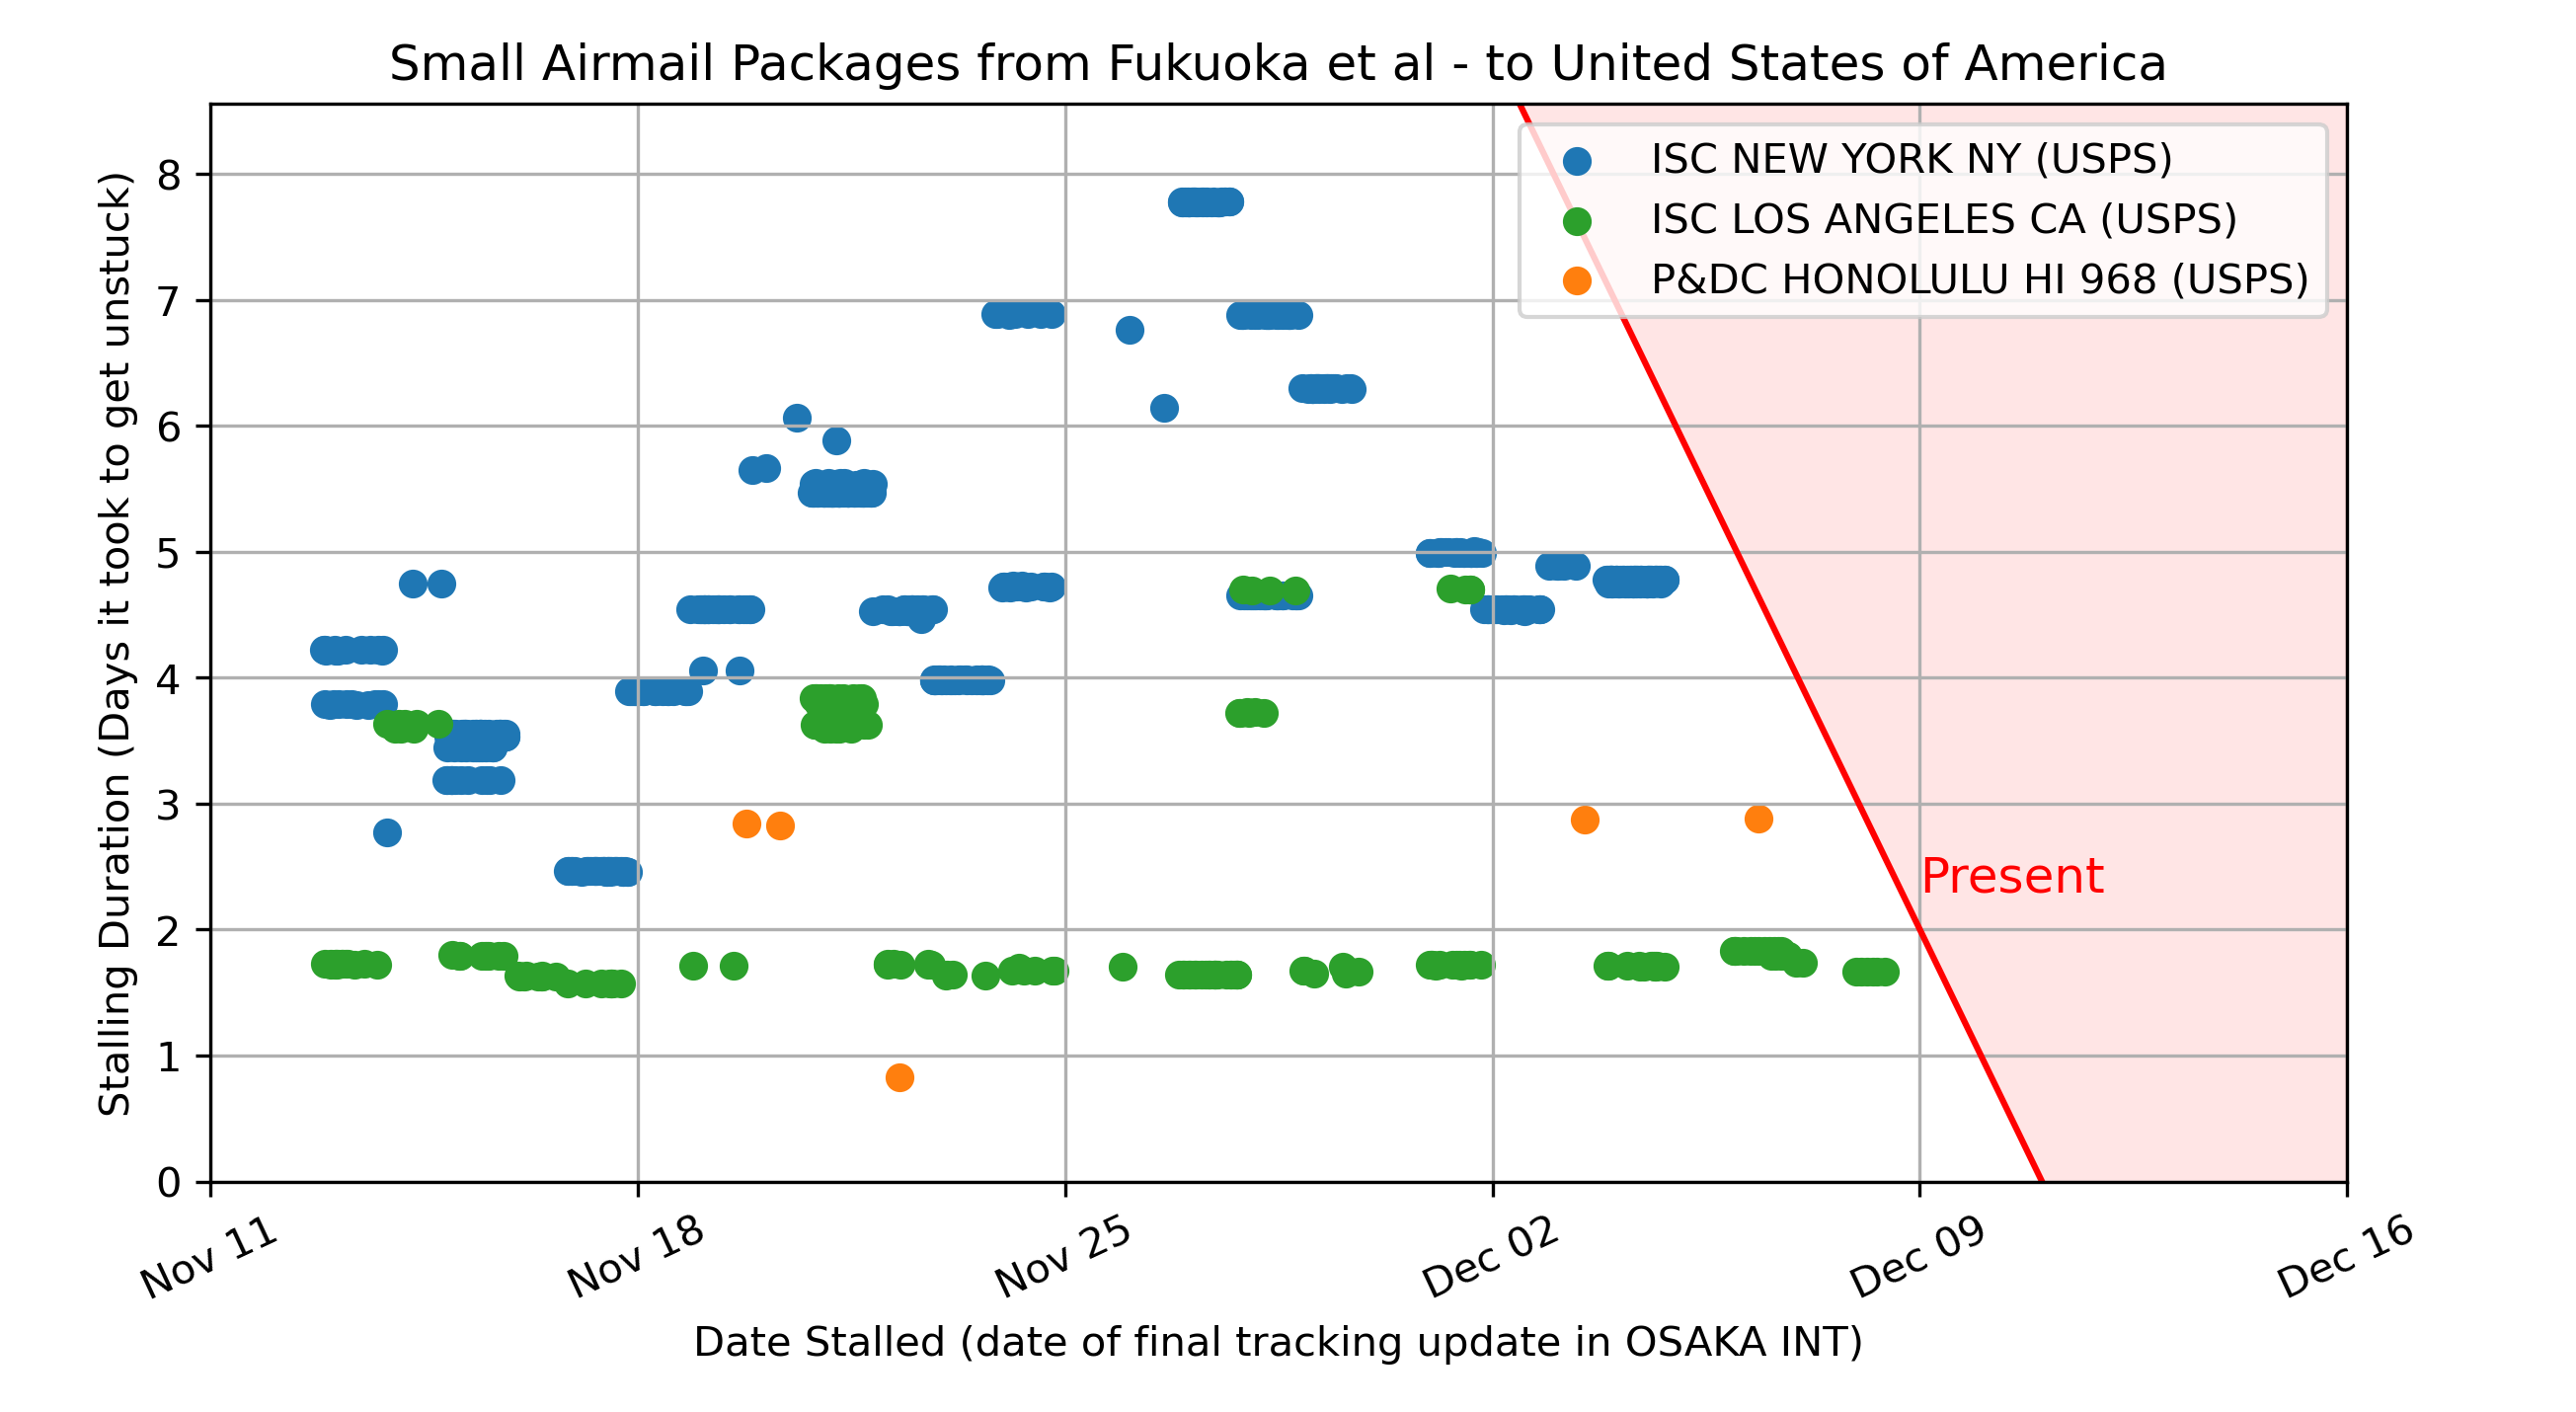 Small Airmail Packages from Fukuoka et al - to United States of America
Stalling Duration (Days it took to get unstuck)
8
7
6
5
4
3
2
1
0
ISC NEW YORK NY (USPS)
ISC LOS ANGELES CA (USPS)
P&DC HONOLULU HI 968 (USPS)
Present
Nov 11
Nov 18
Nov 25
Dec 02
Dec 09
Dec 16
Date Stalled (date of final tracking update in OSAKA INT)